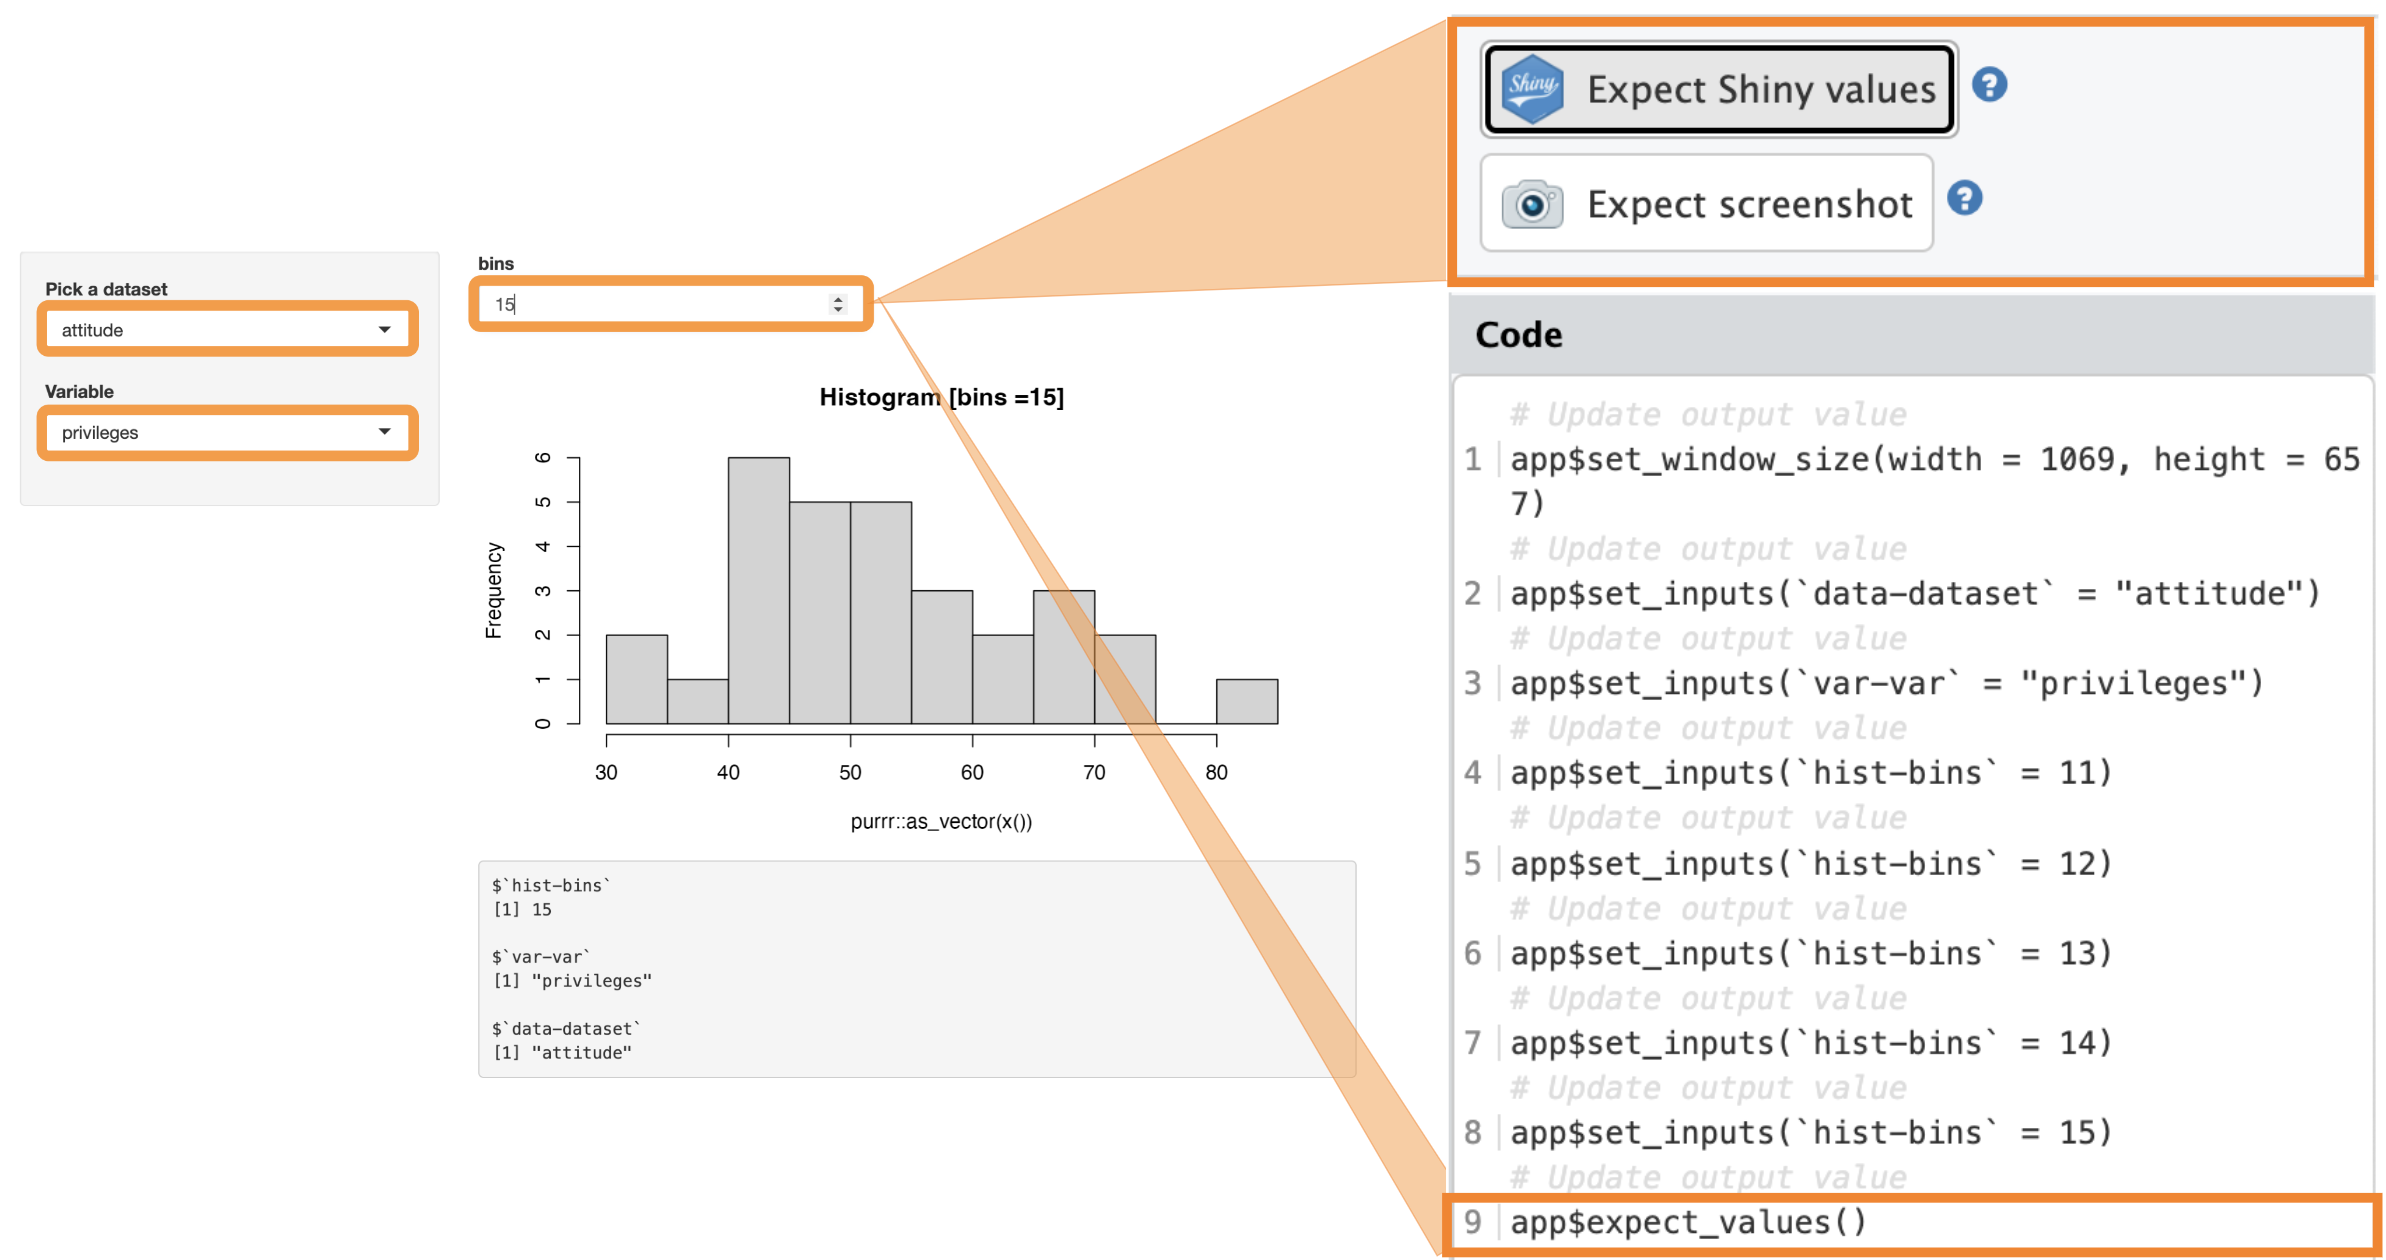 Pick a dataset
attitude
Variable
privileges
bins
15
Histogram [bins =15]
Frequency
0 1 2 3 4 5 6
30 40 50 60 70 80
purrr::as_vector(x())
$`hist-bins`
[1] 15
$`var-var`
[1] "privileges"
$`data-dataset`
[1] "attitude"
Shiny
Expect Shiny values ?
Expect screenshot ?
Code
# Update output value
1 app$set_window_size(width = 1069, height = 65
7)
# Update output value
2 app$set_inputs(`data-dataset` = "attitude")
# Update output value
3 app$set_inputs(`var-var` = "privileges")
# Update output value
4 app$set_inputs(`hist-bins` = 11)
# Update output value
5 app$set_inputs(`hist-bins` = 12)
# Update output value
6 app$set_inputs(`hist-bins` = 13)
# Update output value
7 app$set_inputs(`hist-bins` = 14)
# Update output value
8 app$set_inputs(`hist-bins` = 15)
# Update output value
9 app$expect_values()